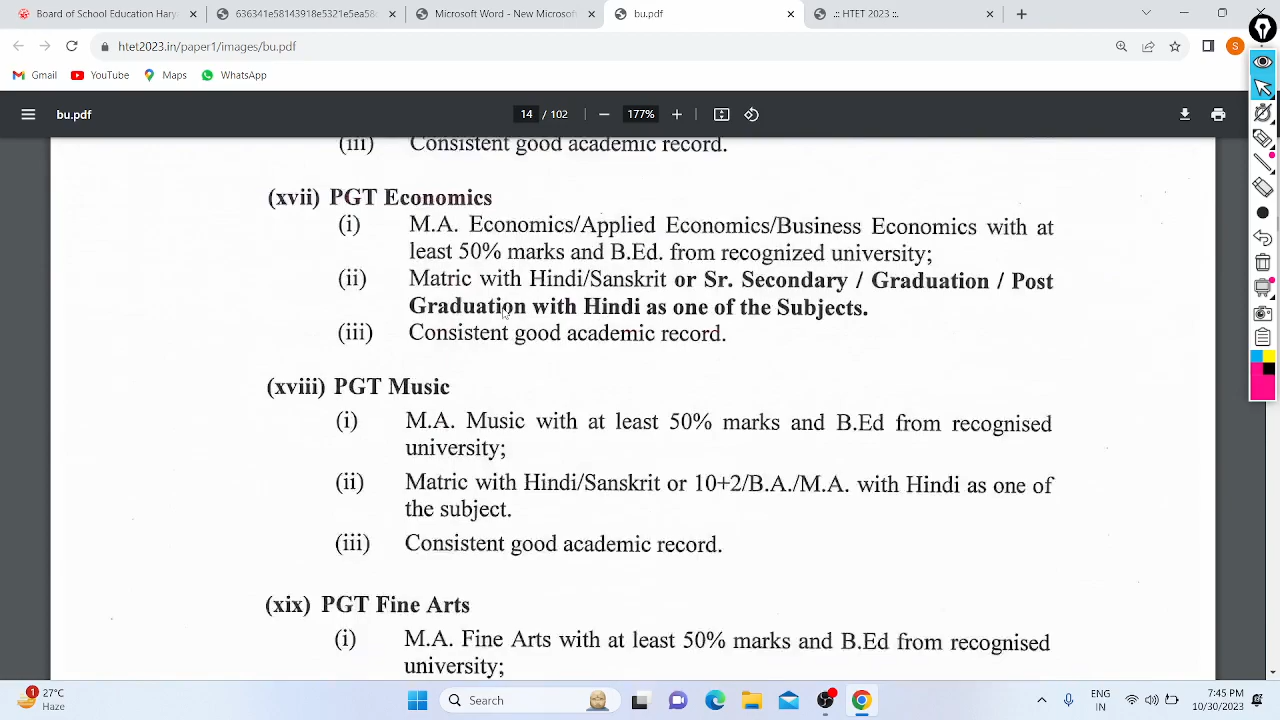 Board of School Education Hary
636341e58143918e5321e5ea58
Microsoft Word - New Microsoft
bu.pdf
:: HTET 2023 ::
htet2023.in/paper1/images/bu.pdf
S
Gmail YouTube Maps WhatsApp
bu.pdf 14 / 102 177%
(iii) Consistent good academic record.
(xvii) PGT Economics
(i) M.A. Economics/Applied Economics/Business Economics with at
least 50% marks and B.Ed. from recognized university;
(ii) Matric with Hindi/Sanskrit or Sr. Secondary / Graduation / Post
Graduation with Hindi as one of the Subjects.
(iii) Consistent good academic record.
(xviii) PGT Music
(i) M.A. Music with at least 50% marks and B.Ed from recognised
university;
(ii) Matric with Hindi/Sanskrit or 10+2/B.A./M.A. with Hindi as one of
the subject.
(iii) Consistent good academic record.
(xix) PGT Fine Arts
(i) M.A. Fine Arts with at least 50% marks and B.Ed from recognised
university;
1 27°C
Haze
Search
ENG
IN
7:45 PM
10/30/2023